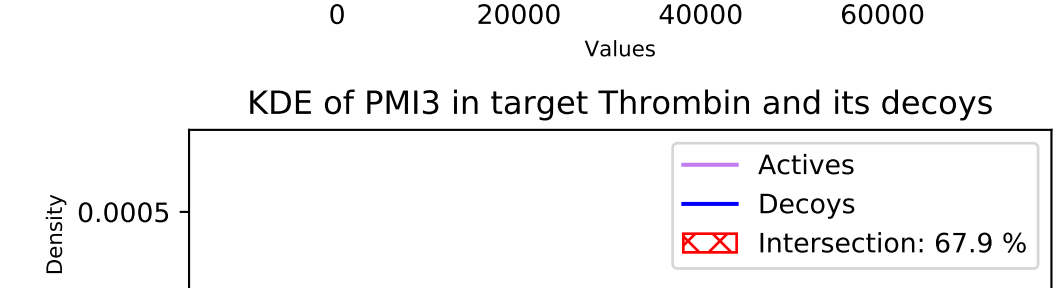 0 20000 40000 60000
Values
KDE of PMI3 in target Thrombin and its decoys
Actives
Decoys
Intersection: 67.9 %
0.0005
Density